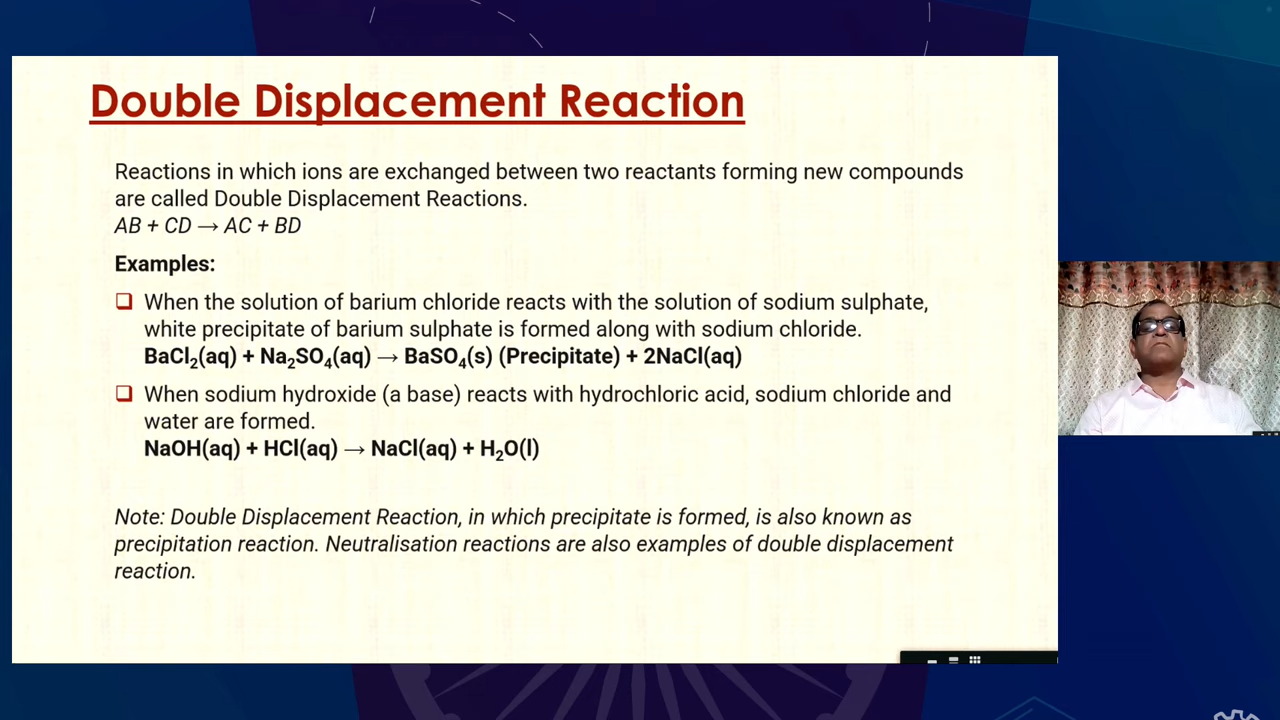 Double Displacement Reaction
Reactions in which ions are exchanged between two reactants forming new compounds
are called Double Displacement Reactions.
AB + CD → AC + BD
Examples:
❑ When the solution of barium chloride reacts with the solution of sodium sulphate,
white precipitate of barium sulphate is formed along with sodium chloride.
BaCl₂(aq) + Na₂SO₄(aq) → BaSO₄(s) (Precipitate) + 2NaCl(aq)
❑ When sodium hydroxide (a base) reacts with hydrochloric acid, sodium chloride and
water are formed.
NaOH(aq) + HCl(aq) → NaCl(aq) + H₂O(l)
Note: Double Displacement Reaction, in which precipitate is formed, is also known as
precipitation reaction. Neutralisation reactions are also examples of double displacement
reaction.